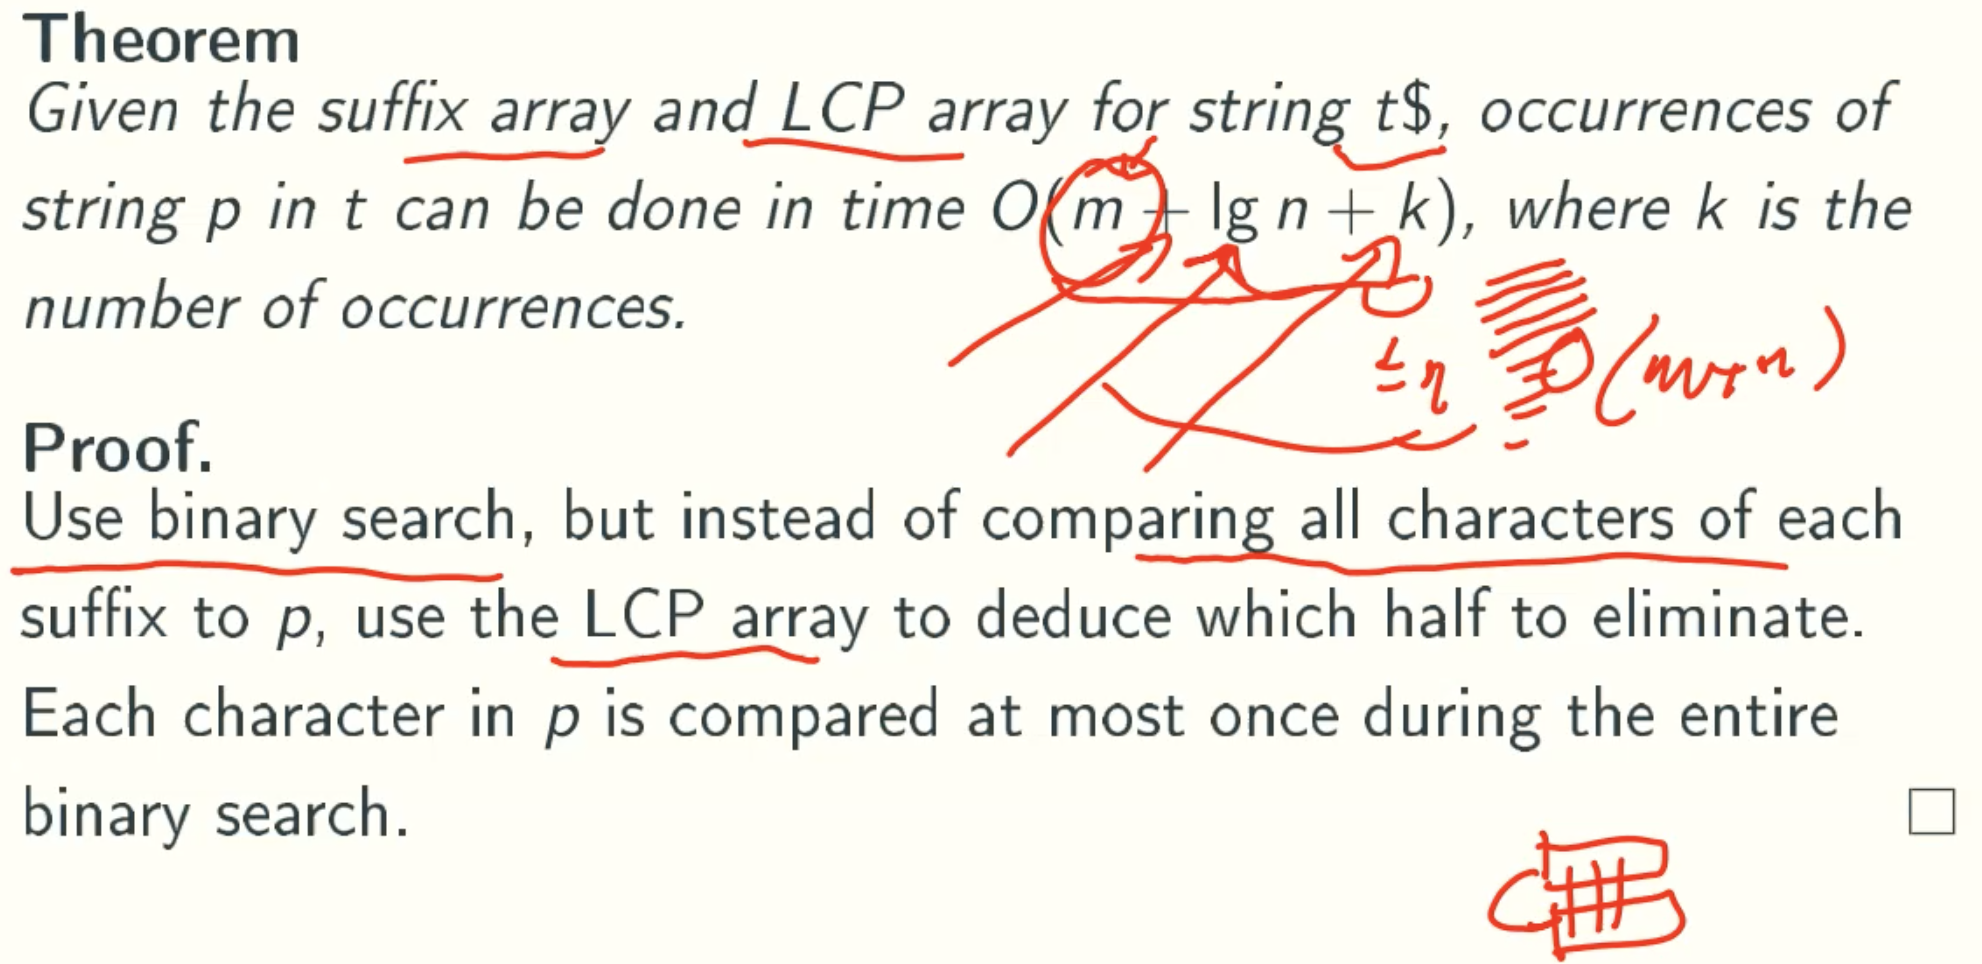 Theorem
Given the suffix array and LCP array for string t$, occurrences of
string p in t can be done in time O(m + lg n + k), where k is the
number of occurrences.
≤ n
O(m+n)
Proof.
Use binary search, but instead of comparing all characters of each
suffix to p, use the LCP array to deduce which half to eliminate.
Each character in p is compared at most once during the entire
binary search.